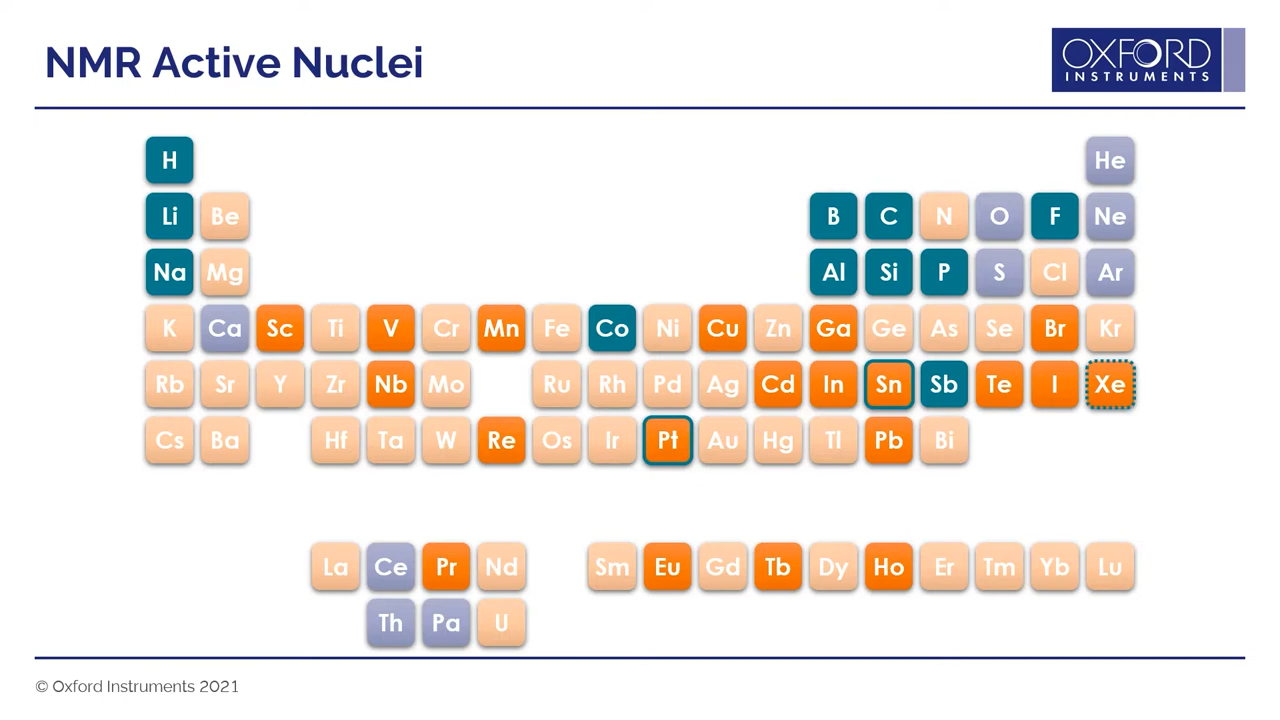 NMR Active Nuclei
OXFORD
INSTRUMENTS
H He
Li Be B C N O F Ne
Na Mg Al Si P S Cl Ar
K Ca Sc Ti V Cr Mn Fe Co Ni Cu Zn Ga Ge As Se Br Kr
Rb Sr Y Zr Nb Mo Ru Rh Pd Ag Cd In Sn Sb Te I Xe
Cs Ba Hf Ta W Re Os Ir Pt Au Hg Tl Pb Bi
La Ce Pr Nd Sm Eu Gd Tb Dy Ho Er Tm Yb Lu
Th Pa U
© Oxford Instruments 2021